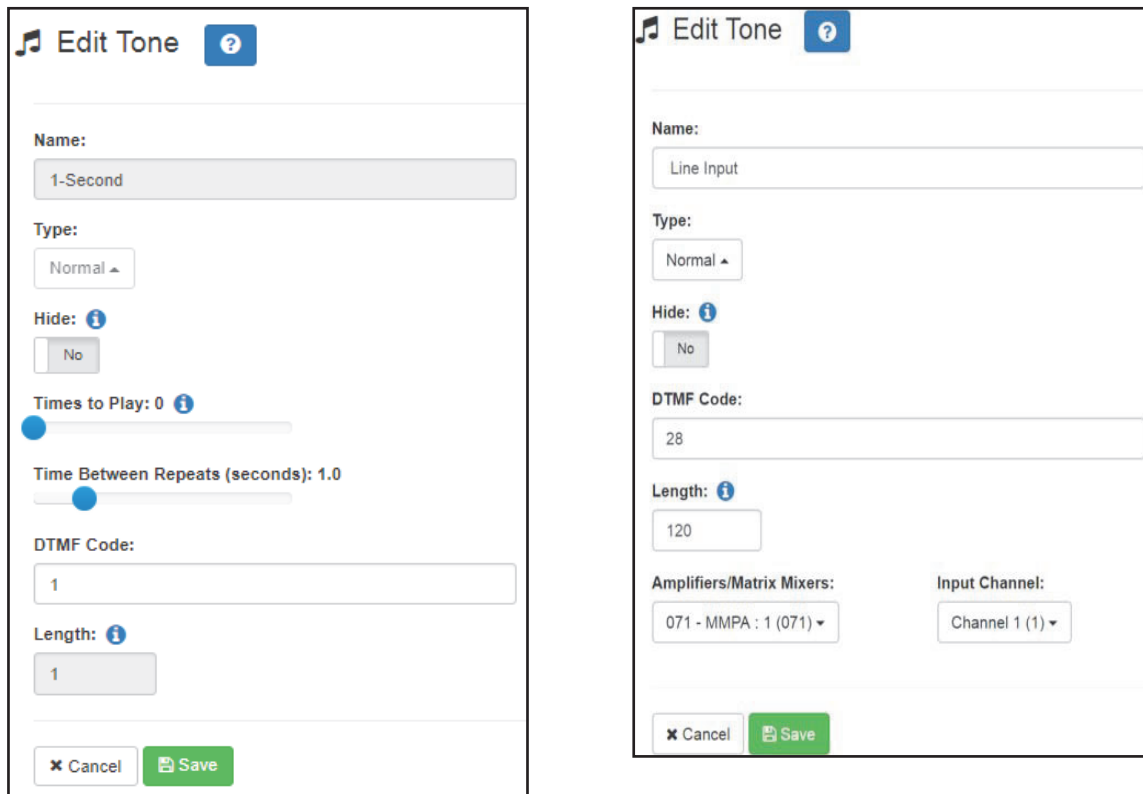 Edit Tone
Name:
1-Second
Type:
Normal
Hide:
No
Times to Play: 0
Time Between Repeats (seconds): 1.0
DTMF Code:
1
Length:
1
Cancel Save
Edit Tone
Name:
Line Input
Type:
Normal
Hide:
No
DTMF Code:
28
Length:
120
Amplifiers/Matrix Mixers: Input Channel:
071 - MMPA : 1 (071) Channel 1 (1)
Cancel Save